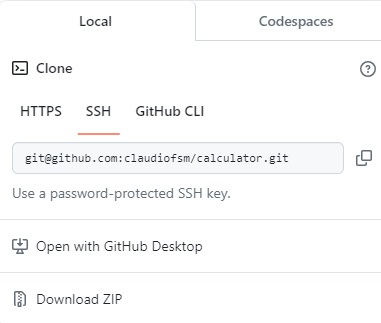 Local
Codespaces
Clone
HTTPS
SSH
GitHub CLI
git@github.com:claudiofsm/calculator.git
Use a password-protected SSH key.
Open with GitHub Desktop
Download ZIP